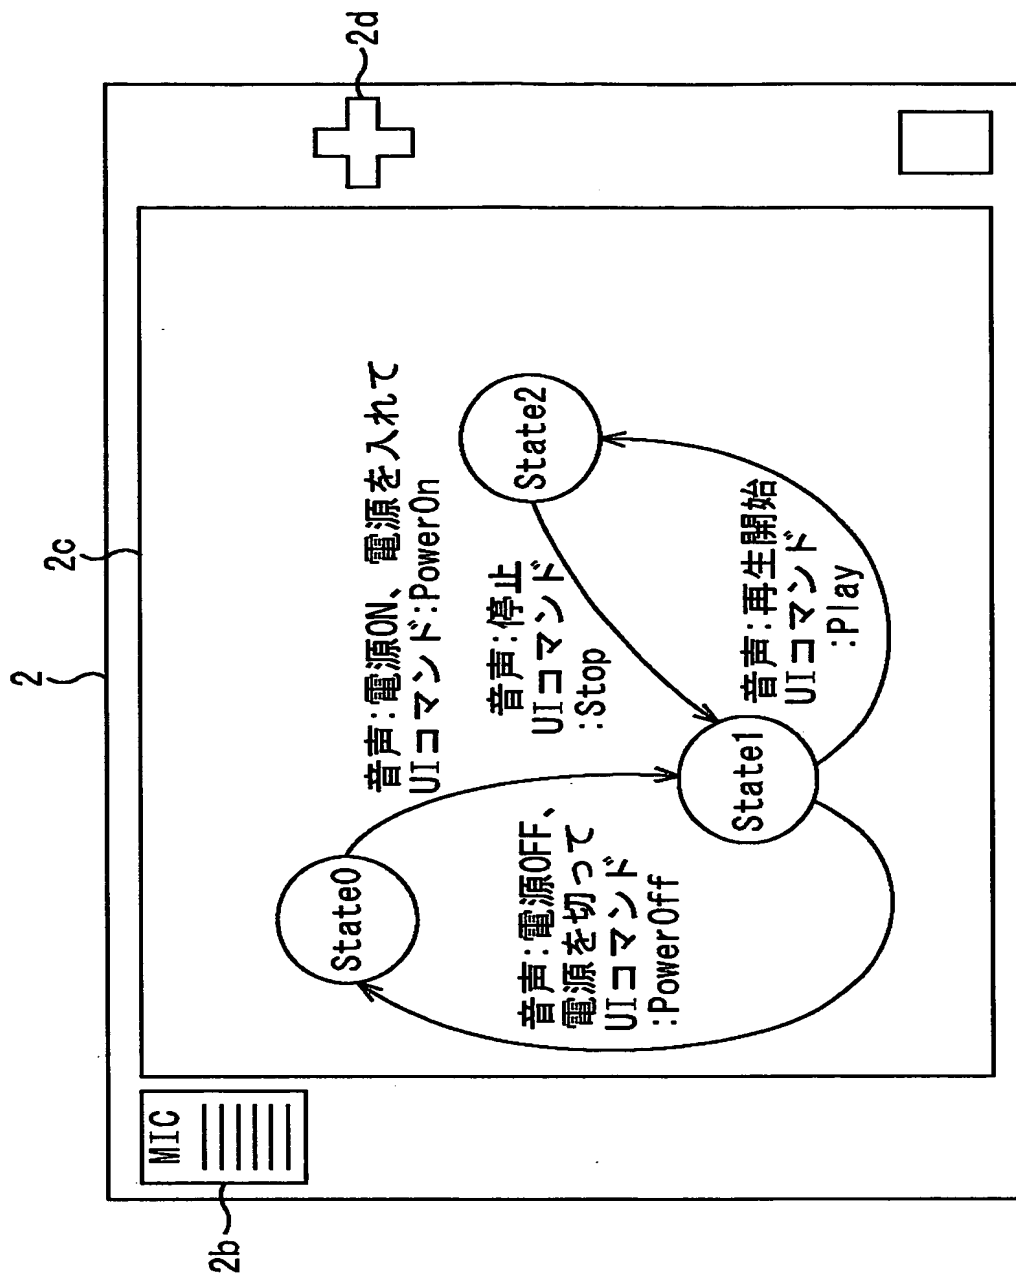 2
2c
2b
2d
MIC
State0
State1
State2
音声:電源ON、電源を入れて
UIコマンド:PowerOn
音声:停止
UIコマンド
:Stop
音声:電源OFF、
電源を切って
UIコマンド
:PowerOff
音声:再生開始
UIコマンド
:Play